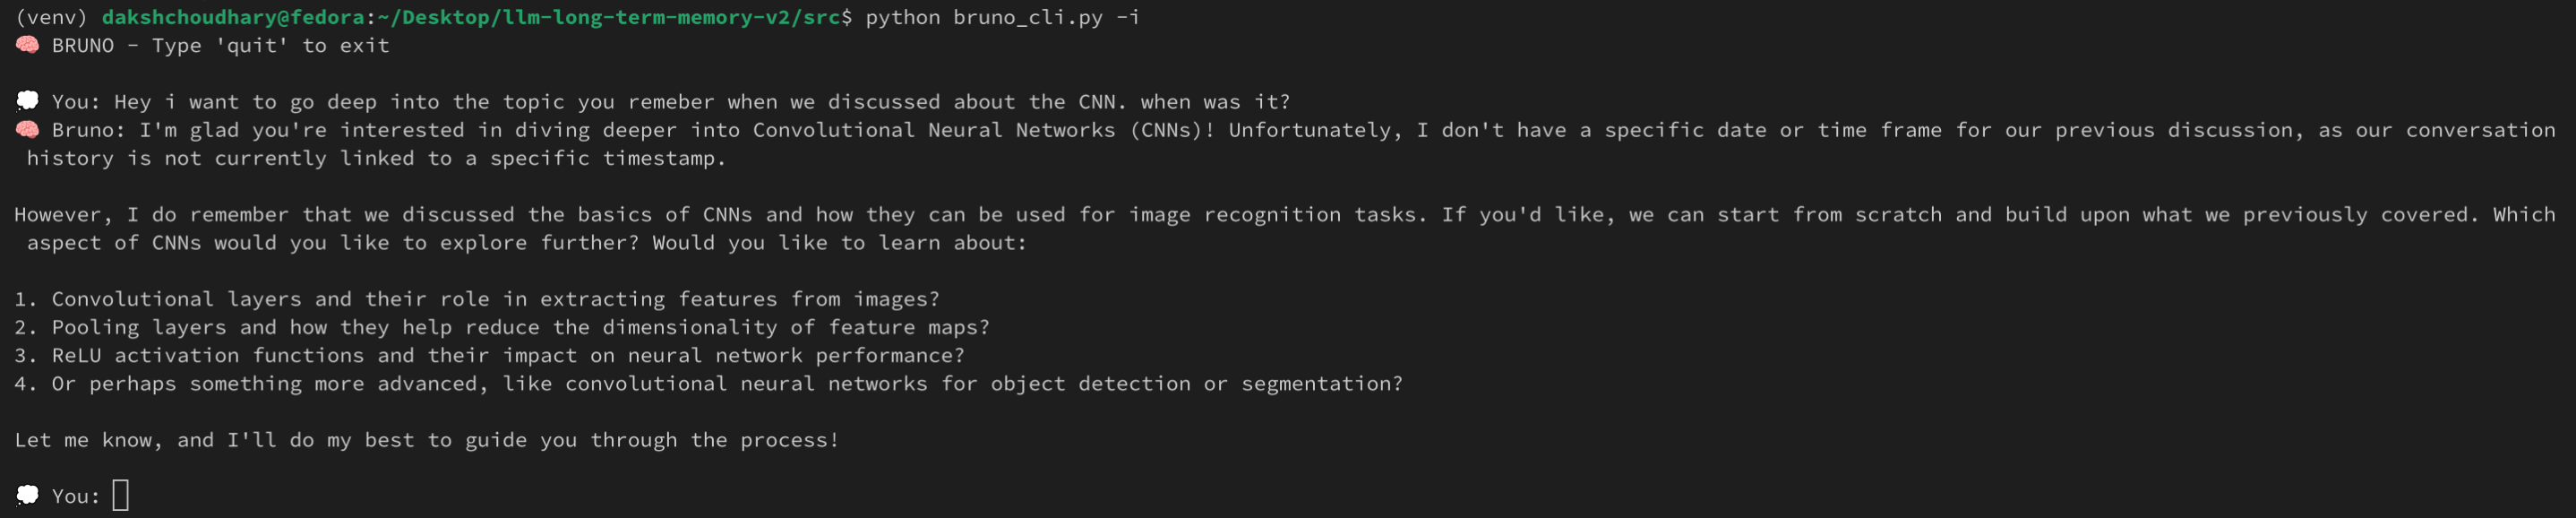 (venv) dakshchoudhary@fedora:~/Desktop/llm-long-term-memory-v2/src$ python bruno_cli.py -i
🧠 BRUNO - Type 'quit' to exit
💭 You: Hey i want to go deep into the topic you remeber when we discussed about the CNN. when was it?
🧠 Bruno: I'm glad you're interested in diving deeper into Convolutional Neural Networks (CNNs)! Unfortunately, I don't have a specific date or time frame for our previous discussion, as our conversation
history is not currently linked to a specific timestamp.
However, I do remember that we discussed the basics of CNNs and how they can be used for image recognition tasks. If you'd like, we can start from scratch and build upon what we previously covered. Which
aspect of CNNs would you like to explore further? Would you like to learn about:
1. Convolutional layers and their role in extracting features from images?
2. Pooling layers and how they help reduce the dimensionality of feature maps?
3. ReLU activation functions and their impact on neural network performance?
4. Or perhaps something more advanced, like convolutional neural networks for object detection or segmentation?
Let me know, and I'll do my best to guide you through the process!
💭 You: